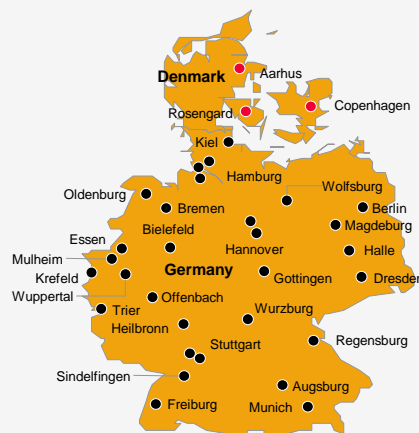 Denmark
Aarhus
Copenhagen
Rosengard
Kiel
Hamburg
Wolfsburg
Oldenburg
Bremen
Berlin
Magdeburg
Bielefeld
Essen
Hannover
Halle
Mulheim
Germany
Krefeld
Gottingen
Dresden
Wuppertal
Offenbach
Trier
Wurzburg
Heilbronn
Regensburg
Stuttgart
Sindelfingen
Augsburg
Freiburg
Munich